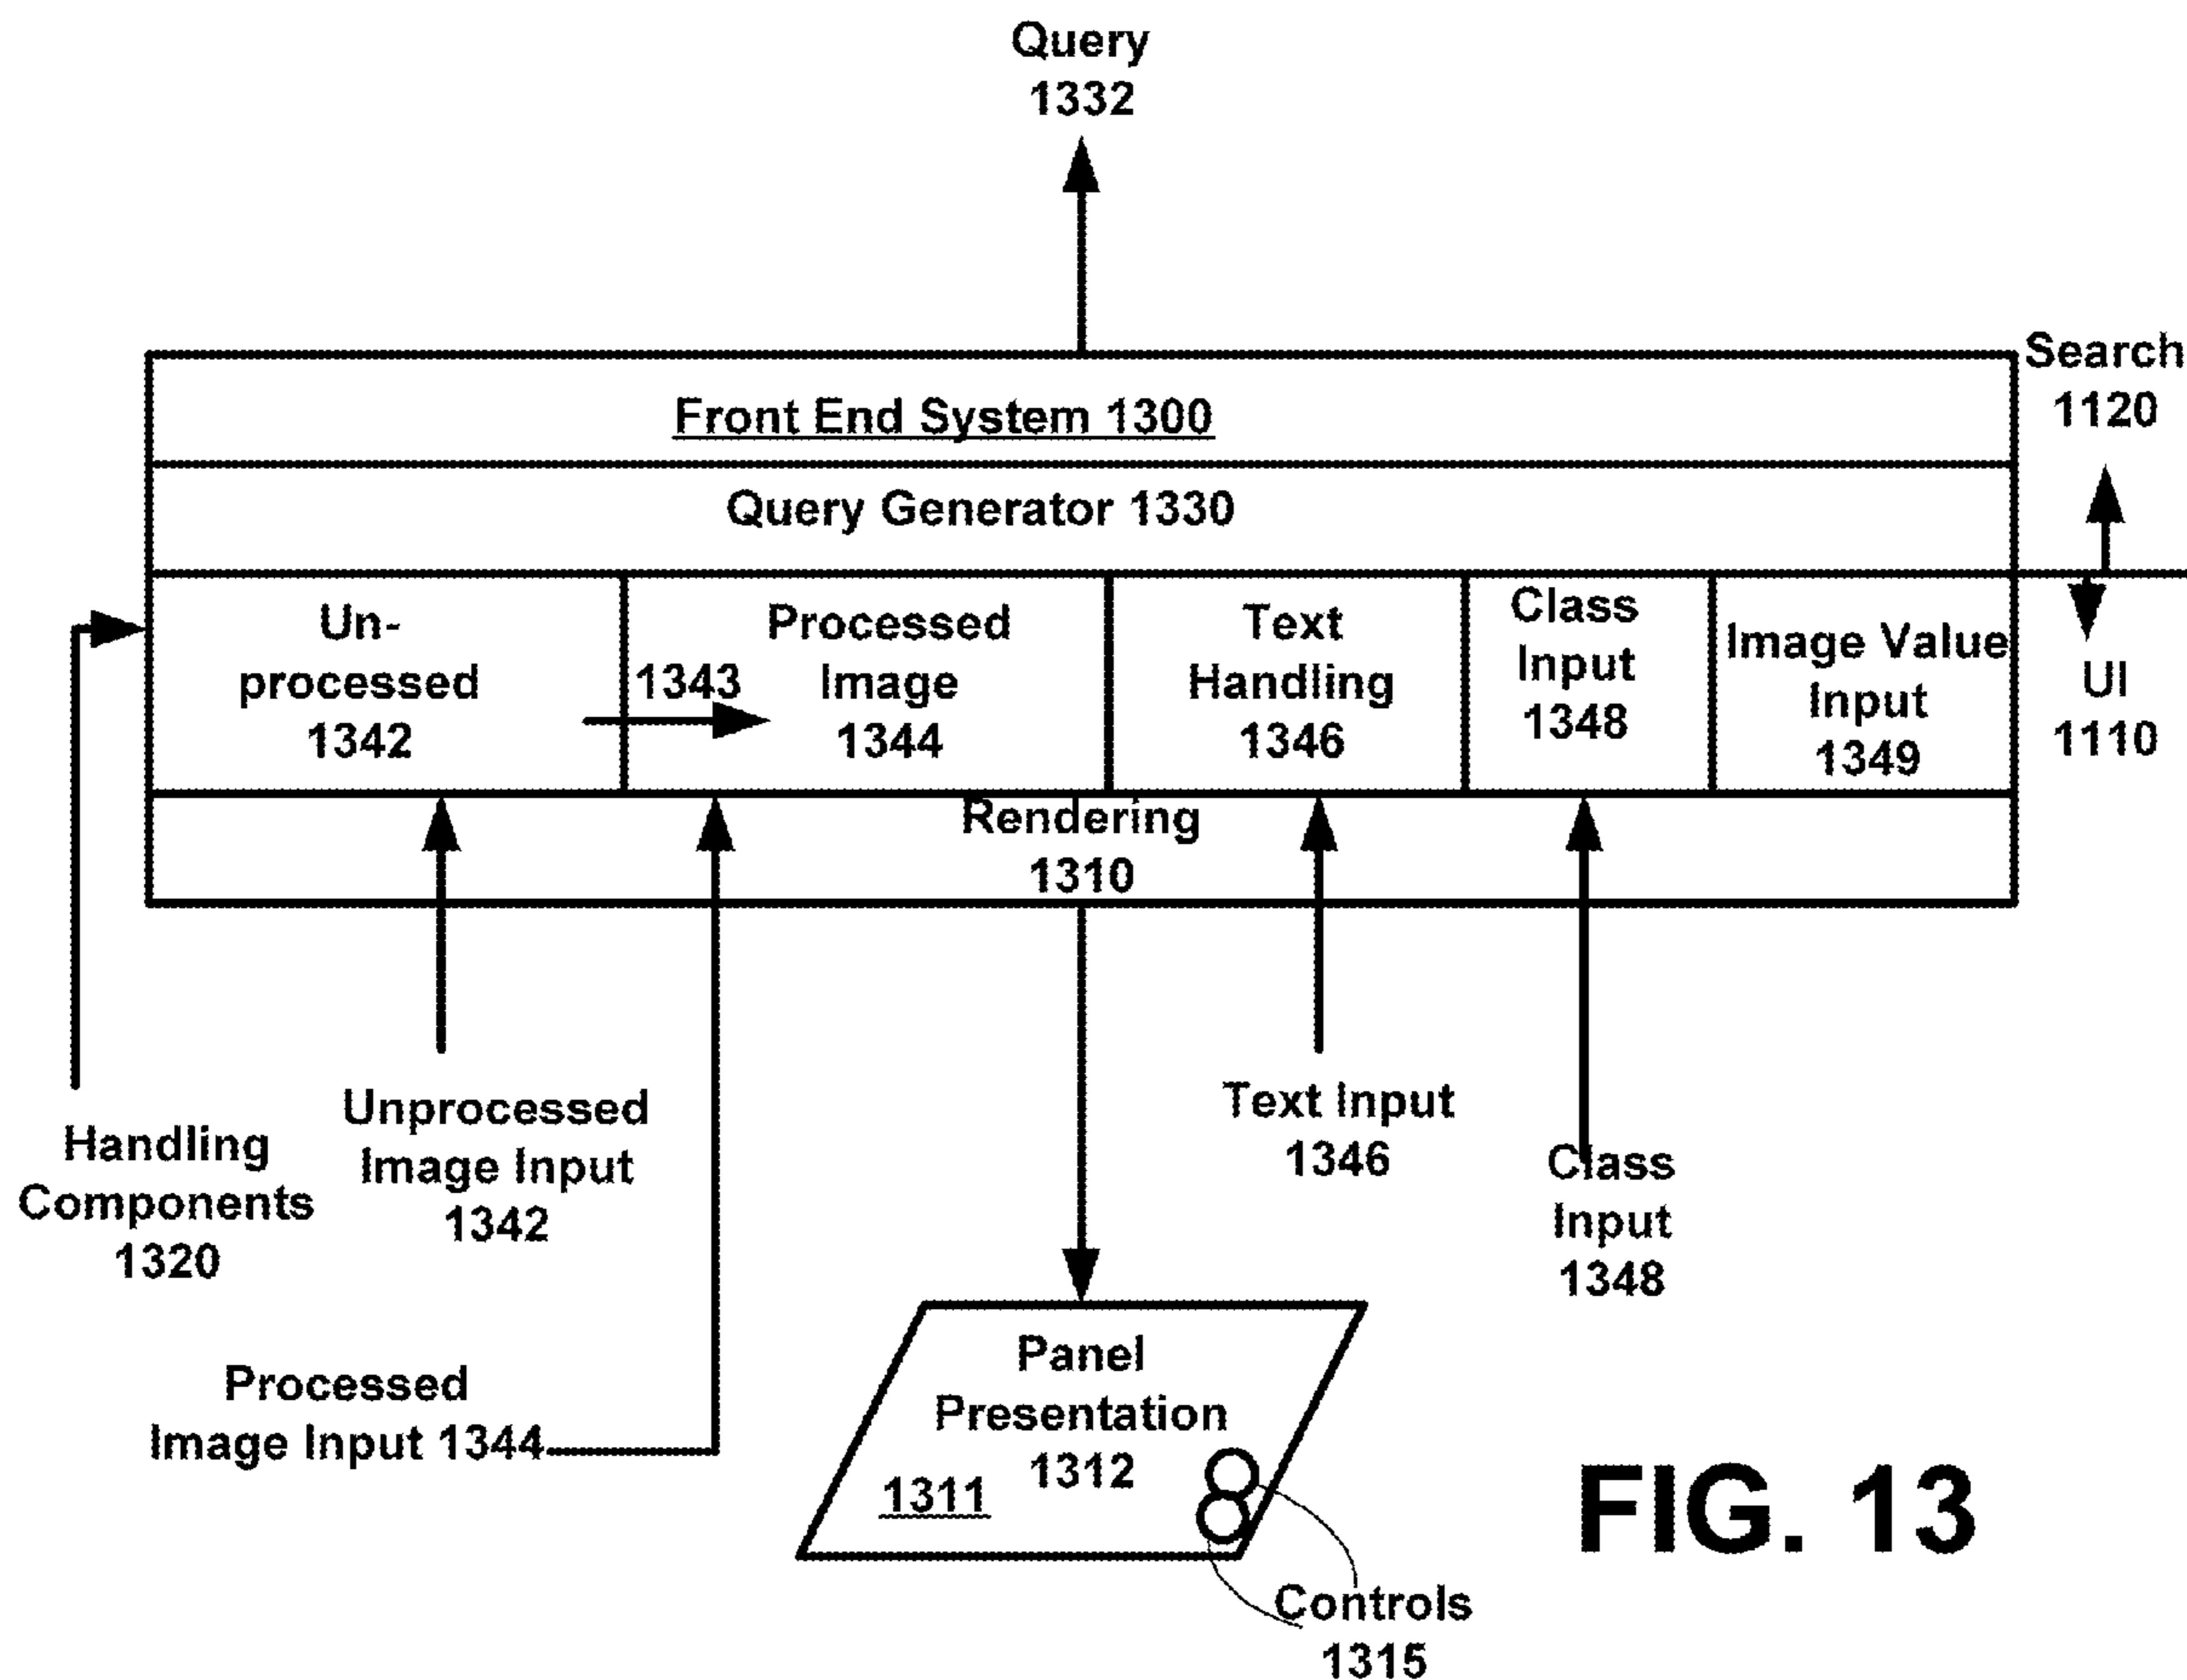 Query
1332
Search
1120
Front End System 1300
Query Generator 1330
Un-
processed
1342
1343
Processed
Image
1344
Text
Handling
1346
Class
Input
1348
Image Value
Input
1349
UI
1110
Rendering
1310
Handling
Components
1320
Unprocessed
Image Input
1342
Text Input
1346
Class
Input
1348
Processed
Image Input 1344
Panel
Presentation
1312
1311
Controls
1315
FIG. 13